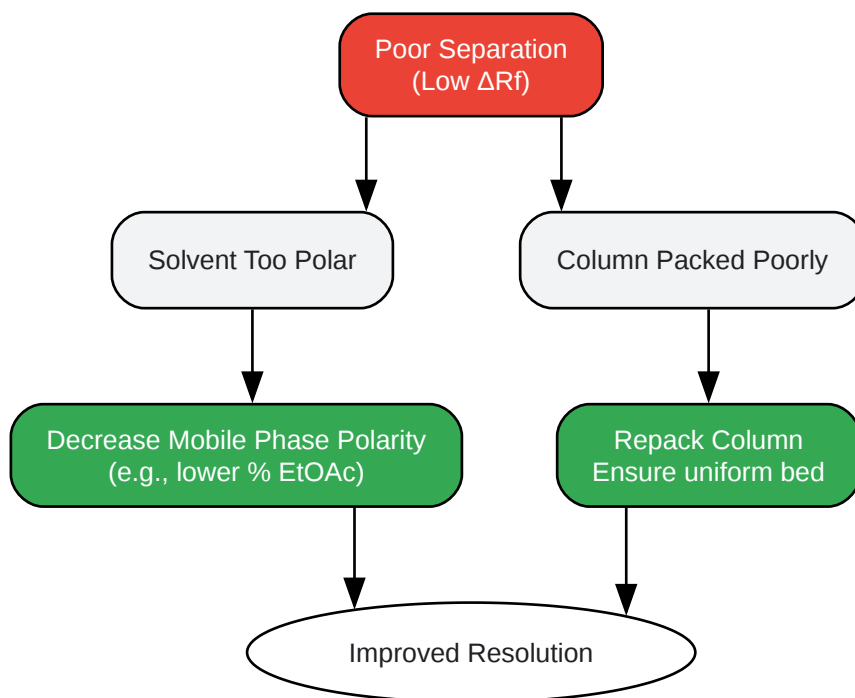 Poor Separation
(Low ΔRf)
Solvent Too Polar
Column Packed Poorly
Decrease Mobile Phase Polarity
(e.g., lower % EtOAc)
Repack Column
Ensure uniform bed
Improved Resolution